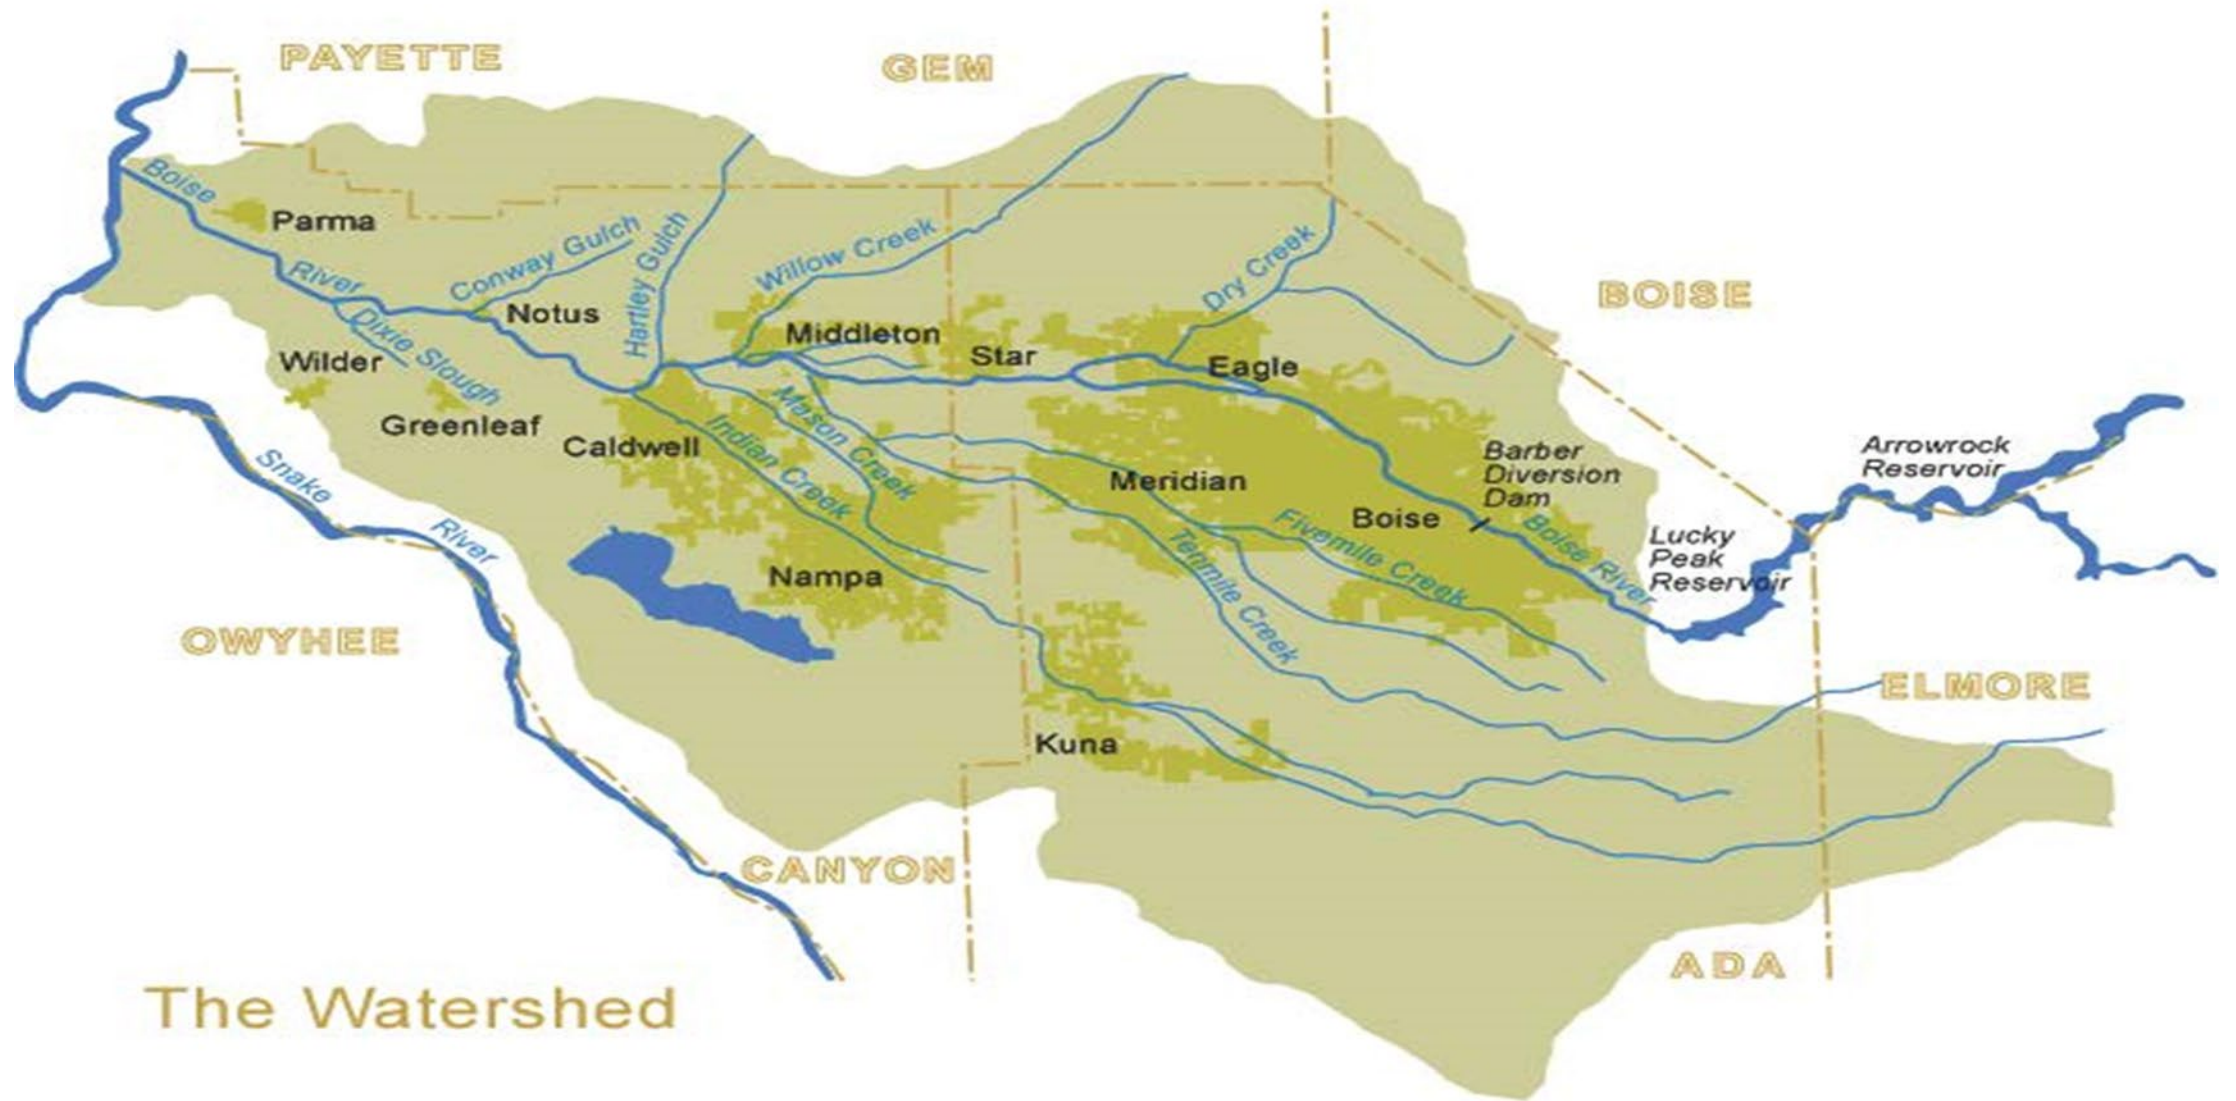 PAYETTE
GEM
Boise
Parma
Conway Gulch
Hartley Gulch
Willow Creek
Dry Creek
River
BOISE
Notus
Dixie Slough
Middleton
Star
Wilder
Eagle
Greenleaf
Mason Creek
Caldwell
Indian Creek
Barber
Diversion
Dam
Arrowrock
Reservoir
Snake
Meridian
Boise
Fivemile Creek
Boise River
River
Tenmile Creek
Lucky
Peak
Reservoir
Nampa
OWYHEE
ELMORE
Kuna
CANYON
ADA
The Watershed